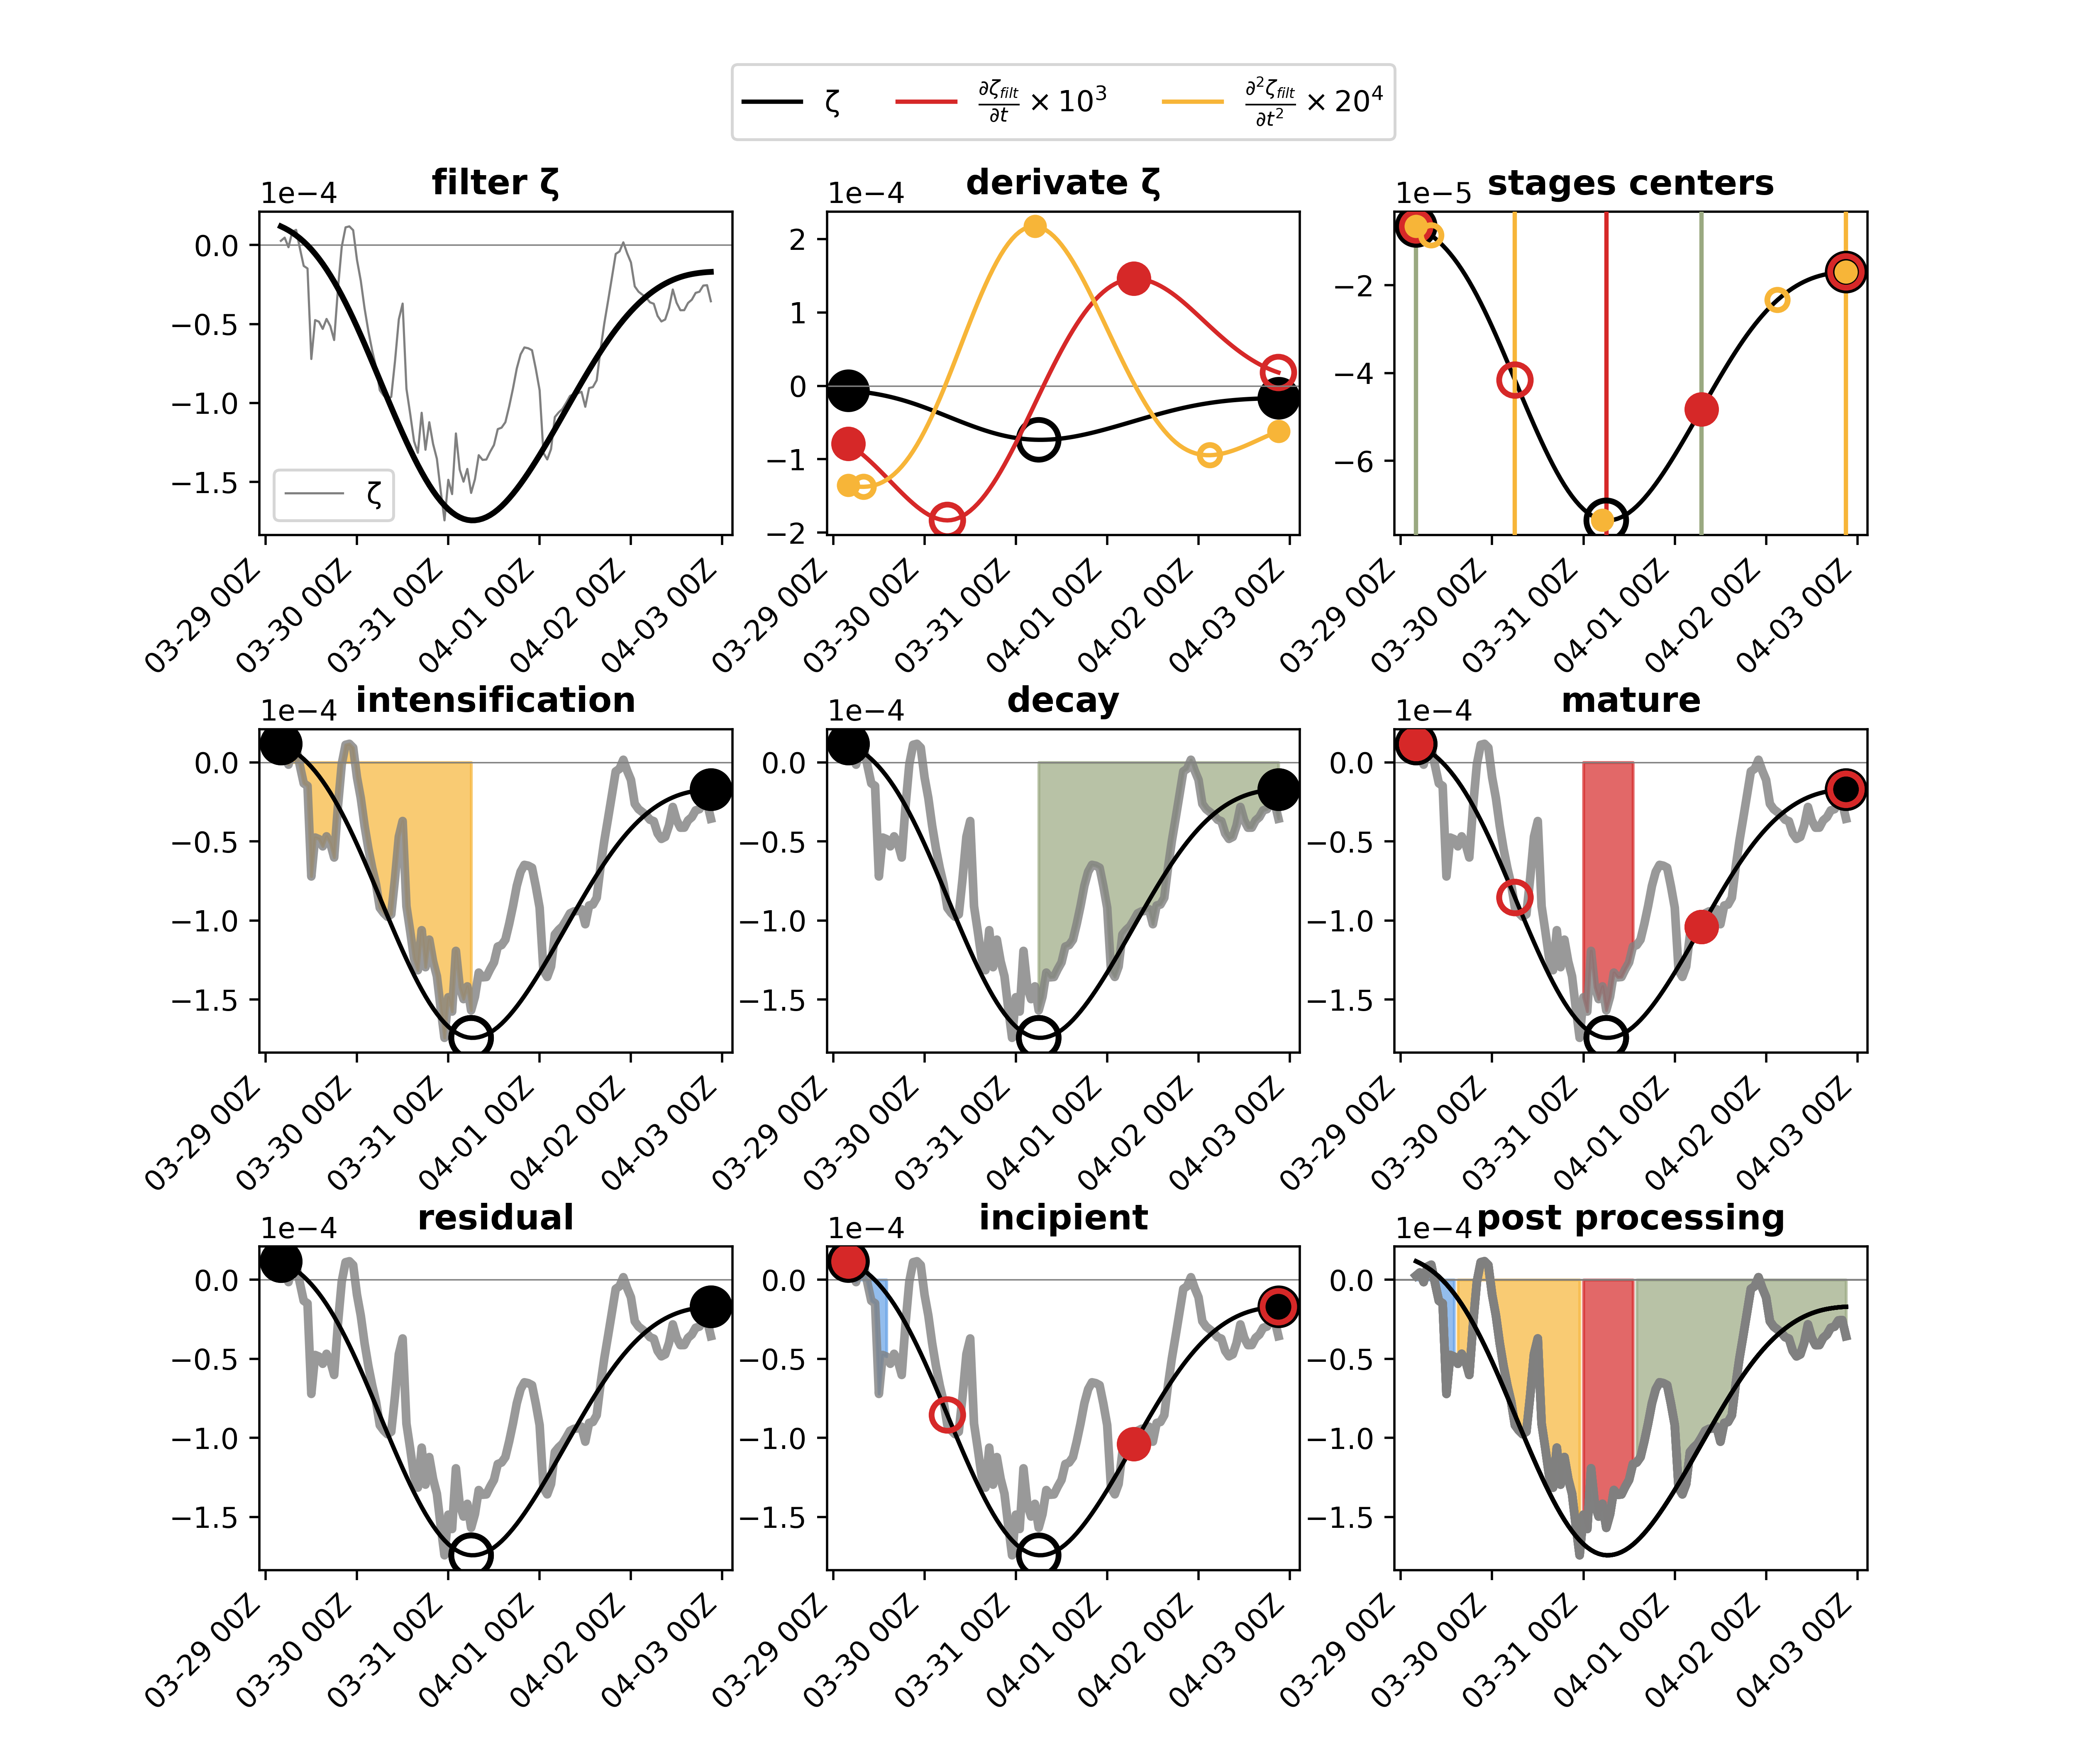 ζ ∂ζfilt/∂t × 10³ ∂²ζfilt/∂t² × 20⁴
filter ζ
1e−4
0.0
−0.5
−1.0
−1.5
ζ
03-29 00Z
03-30 00Z
03-31 00Z
04-01 00Z
04-02 00Z
04-03 00Z
derivate ζ
1e−4
2
1
0
−1
−2
03-29 00Z
03-30 00Z
03-31 00Z
04-01 00Z
04-02 00Z
04-03 00Z
stages centers
1e−5
−2
−4
−6
03-29 00Z
03-30 00Z
03-31 00Z
04-01 00Z
04-02 00Z
04-03 00Z
intensification
1e−4
0.0
−0.5
−1.0
−1.5
03-29 00Z
03-30 00Z
03-31 00Z
04-01 00Z
04-02 00Z
04-03 00Z
decay
1e−4
0.0
−0.5
−1.0
−1.5
03-29 00Z
03-30 00Z
03-31 00Z
04-01 00Z
04-02 00Z
04-03 00Z
mature
1e−4
0.0
−0.5
−1.0
−1.5
03-29 00Z
03-30 00Z
03-31 00Z
04-01 00Z
04-02 00Z
04-03 00Z
residual
1e−4
0.0
−0.5
−1.0
−1.5
03-29 00Z
03-30 00Z
03-31 00Z
04-01 00Z
04-02 00Z
04-03 00Z
incipient
1e−4
0.0
−0.5
−1.0
−1.5
03-29 00Z
03-30 00Z
03-31 00Z
04-01 00Z
04-02 00Z
04-03 00Z
post processing
1e−4
0.0
−0.5
−1.0
−1.5
03-29 00Z
03-30 00Z
03-31 00Z
04-01 00Z
04-02 00Z
04-03 00Z